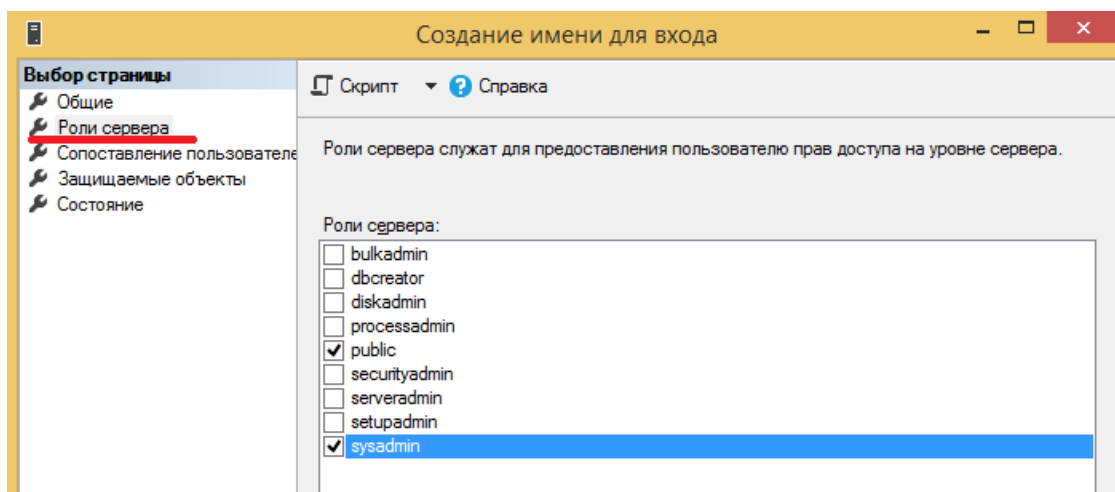 Создание имени для входа
Выбор страницы
Общие
Роли сервера
Сопоставление пользователе
Защищаемые объекты
Состояние
Скрипт
Справка
Роли сервера служат для предоставления пользователю прав доступа на уровне сервера.
Роли сервера:
bulkadmin
dbcreator
diskadmin
processadmin
public
securityadmin
serveradmin
setupadmin
sysadmin